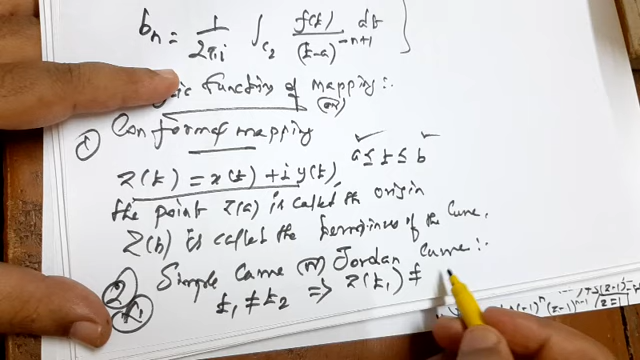 bn = 1/2πi ∫c2 f(t)/(t-a)^-n+1 dt
Function of mapping :-
(or)
① Conformal mapping
z(t) = x(t) + i y(t) a ≤ t ≤ b
the point z(a) is called the origin
z(b) is called the terminus of the curve.
② Simple Curve (or) Jordan Curve :-
t1 ≠ t2 ⇒ z(t1) ≠